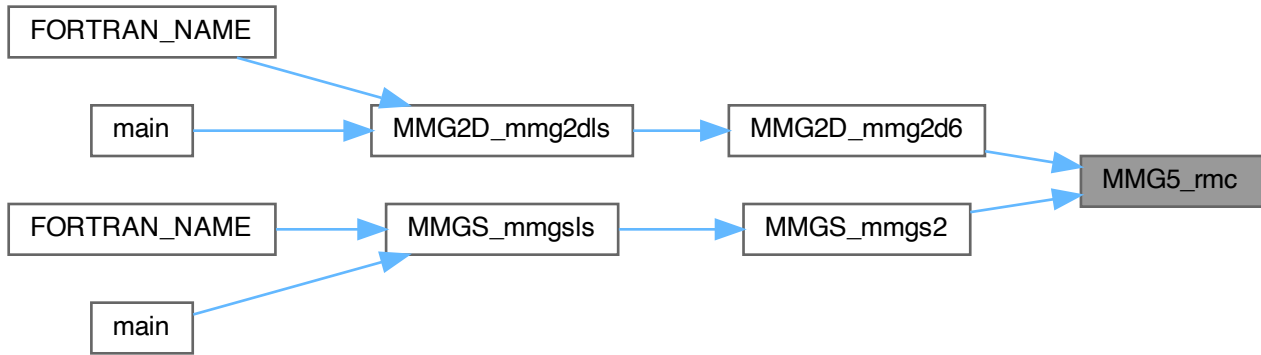 FORTRAN_NAME
main
MMG2D_mmg2dls
MMG2D_mmg2d6
MMG5_rmc
FORTRAN_NAME
MMGS_mmgsls
MMGS_mmgs2
main